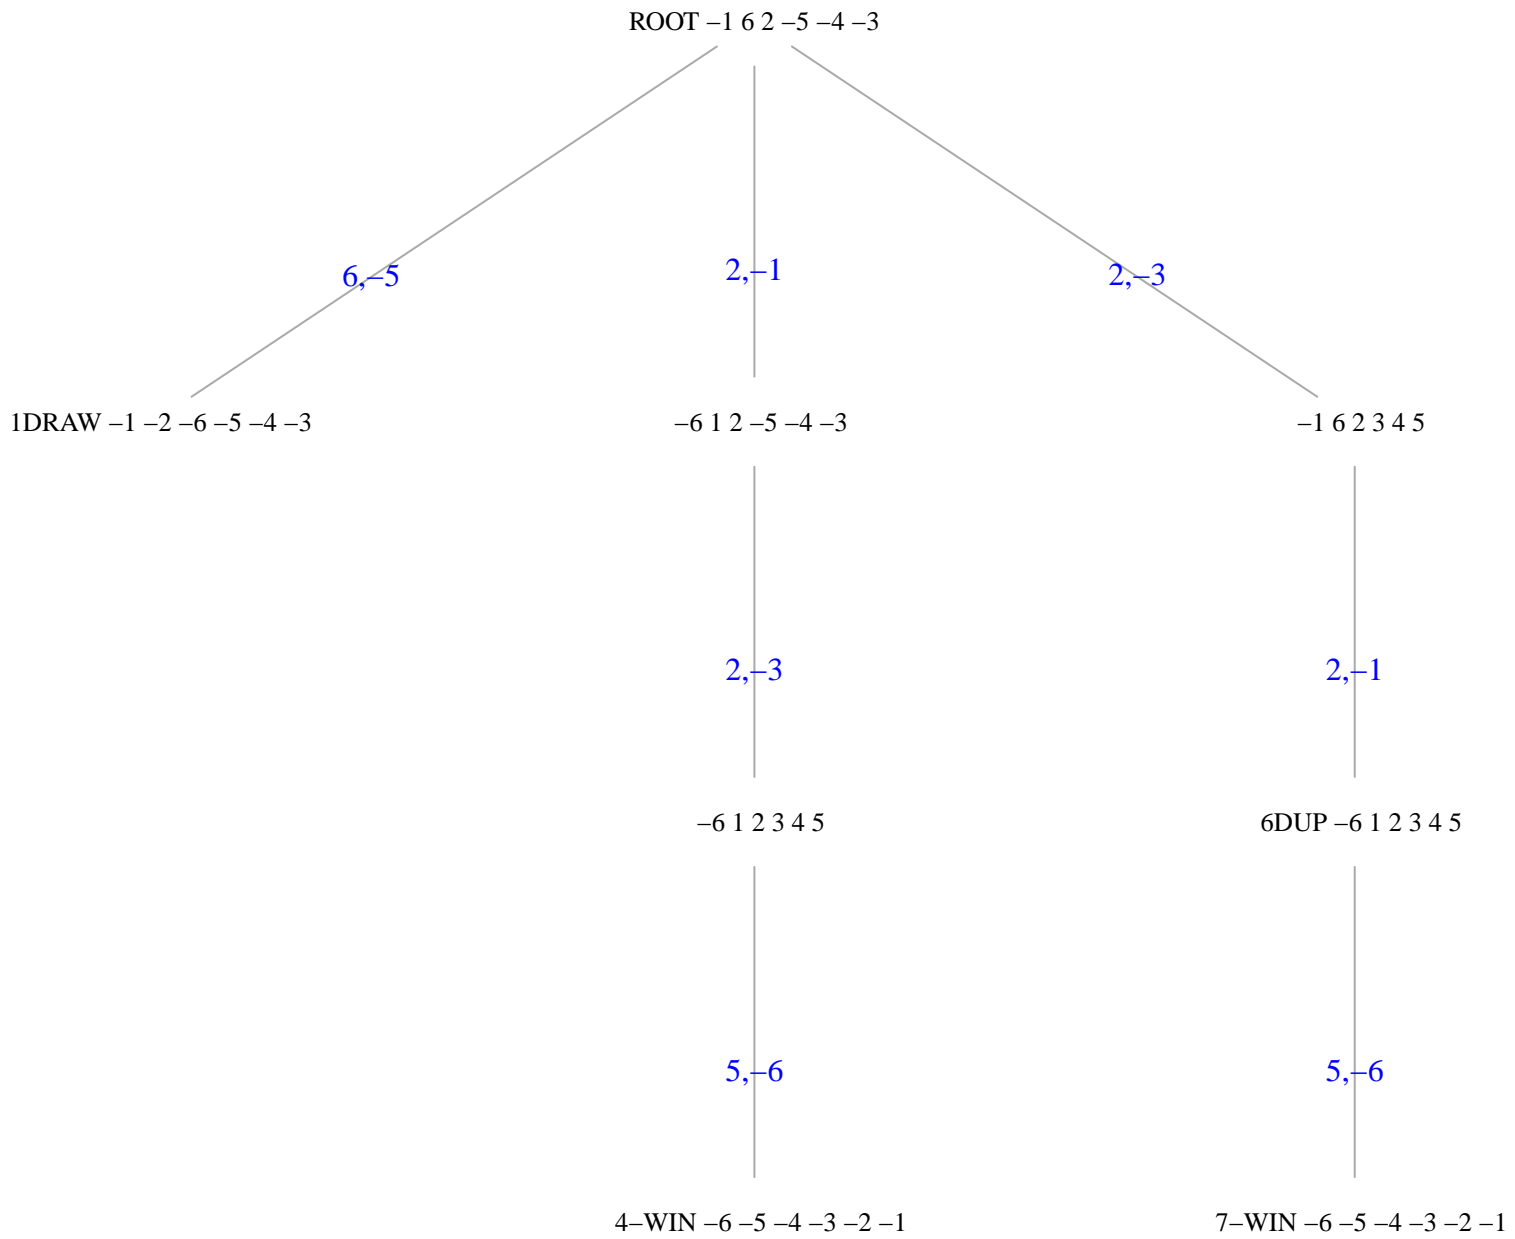 ROOT –1 6 2 –5 –4 –3
6,–5
2,–1
2,–3
1DRAW –1 –2 –6 –5 –4 –3
–6 1 2 –5 –4 –3
–1 6 2 3 4 5
2,–3
2,–1
–6 1 2 3 4 5
6DUP –6 1 2 3 4 5
5,–6
5,–6
4–WIN –6 –5 –4 –3 –2 –1
7–WIN –6 –5 –4 –3 –2 –1